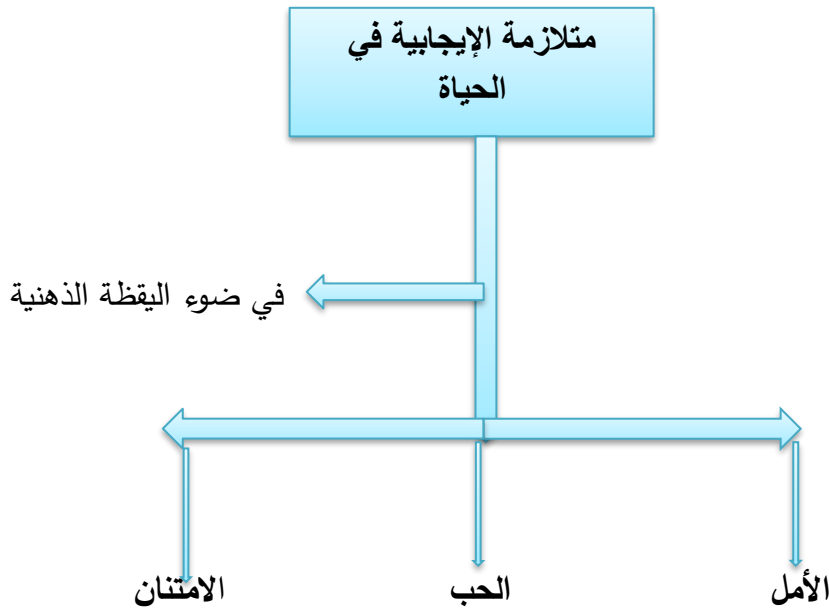 متلازمة الإيجابية في
الحياة
في ضوء اليقظة الذهنية
الأمل
الحب
الامتنان